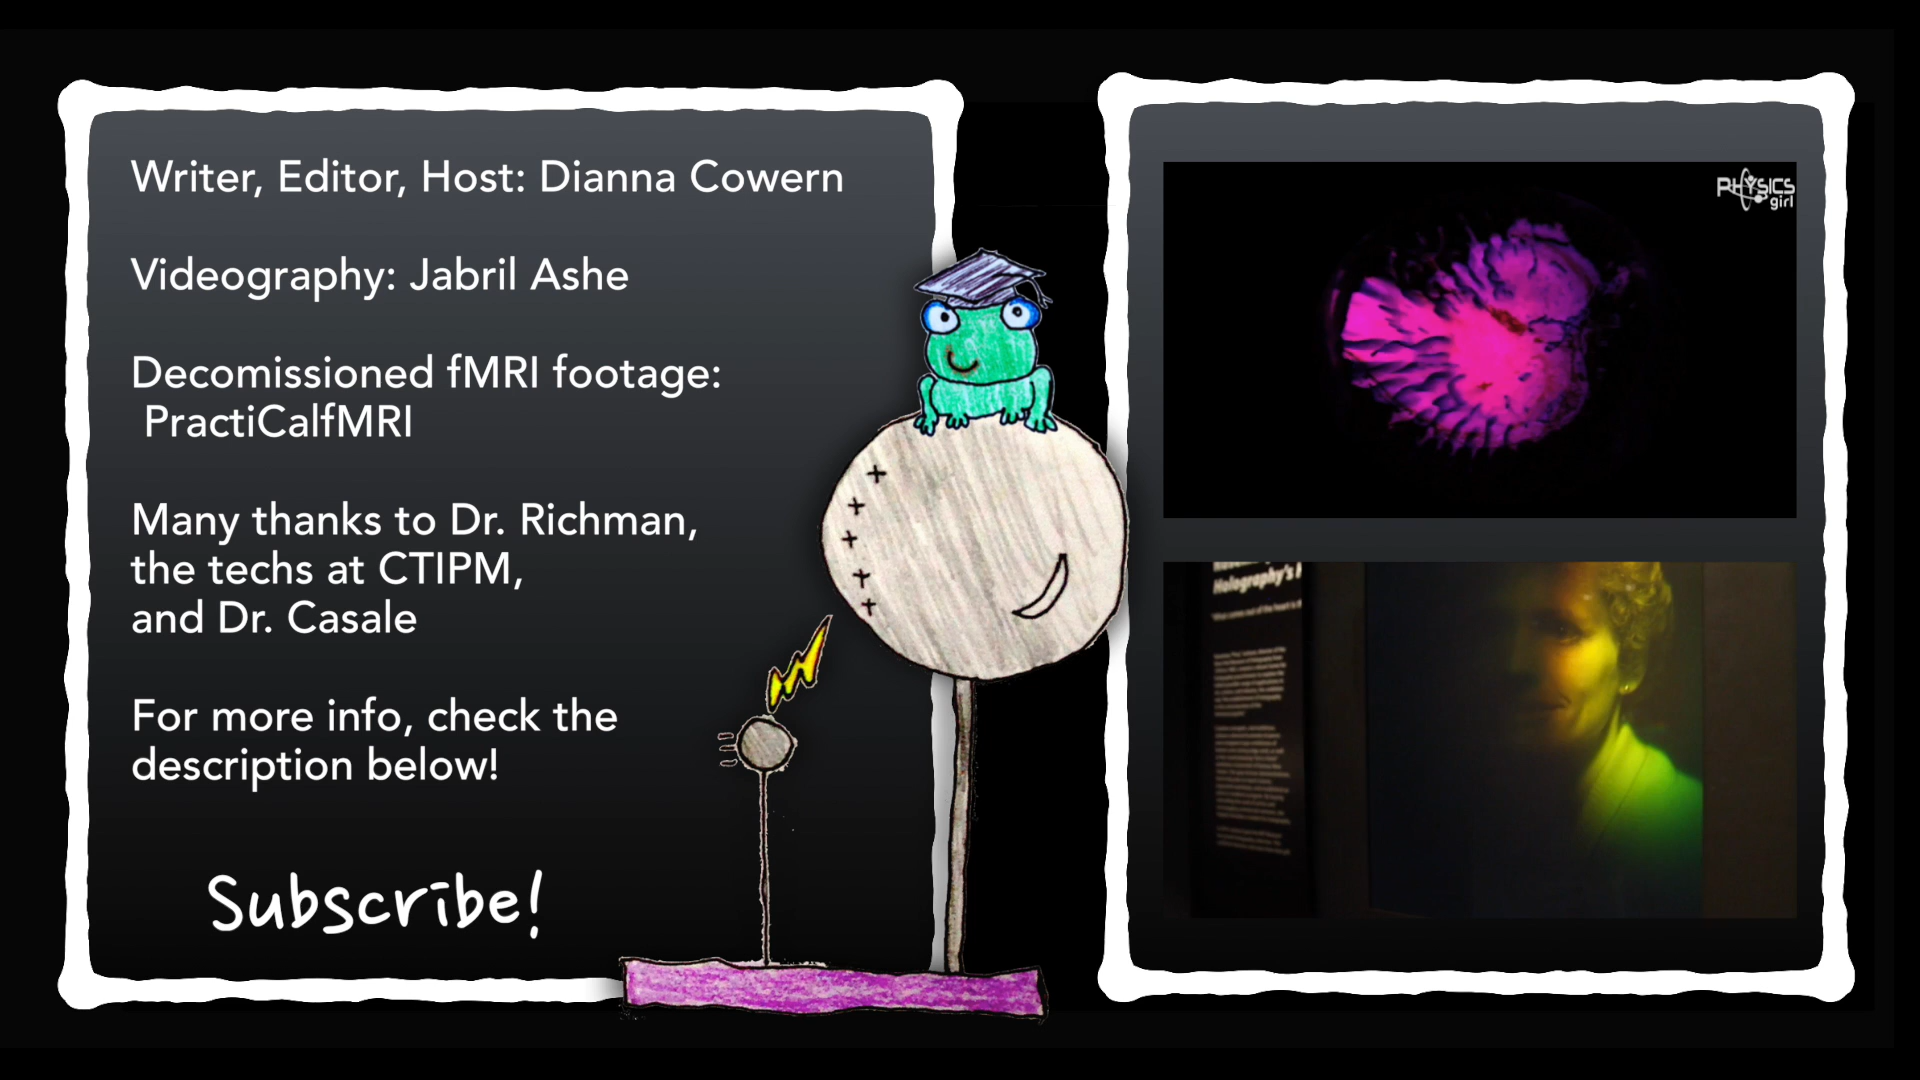 Writer, Editor, Host: Dianna Cowern
Videography: Jabril Ashe
Decomissioned fMRI footage:
PractiCalfMRI
Many thanks to Dr. Richman,
the techs at CTIPM,
and Dr. Casale
For more info, check the
description below!
Subscribe!
PHYSICS
girl
Holography's